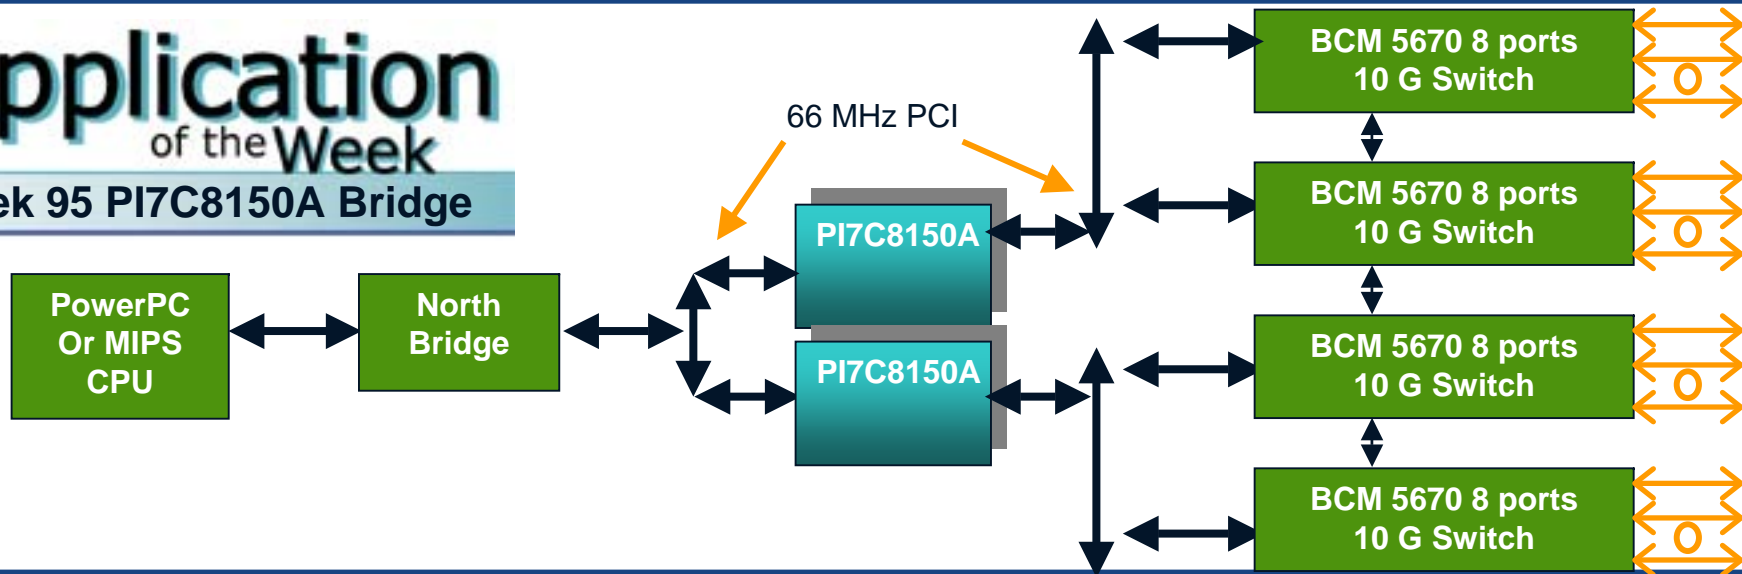 pplication
of the Week
ek 95 PI7C8150A Bridge
66 MHz PCI
PowerPC
Or MIPS
CPU
North
Bridge
PI7C8150A
PI7C8150A
BCM 5670 8 ports
10 G Switch
BCM 5670 8 ports
10 G Switch
BCM 5670 8 ports
10 G Switch
BCM 5670 8 ports
10 G Switch
O
O
O
O